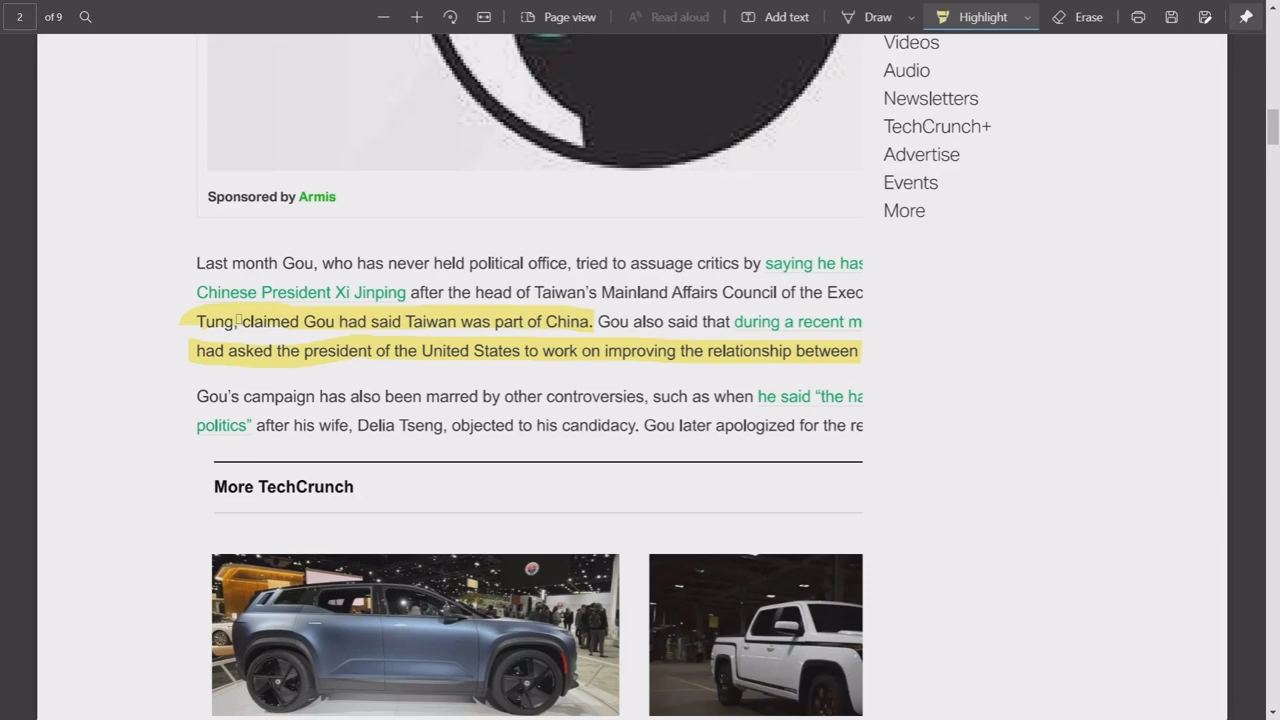 2 of 9 Page view Read aloud Add text Draw Highlight Erase
Videos
Audio
Newsletters
TechCrunch+
Advertise
Events
More
Sponsored by Armis
Last month Gou, who has never held political office, tried to assuage critics by saying he has
Chinese President Xi Jinping after the head of Taiwan’s Mainland Affairs Council of the Exec
Tung, claimed Gou had said Taiwan was part of China. Gou also said that during a recent m
had asked the president of the United States to work on improving the relationship between
Gou’s campaign has also been marred by other controversies, such as when he said “the ha
politics” after his wife, Delia Tseng, objected to his candidacy. Gou later apologized for the re
More TechCrunch